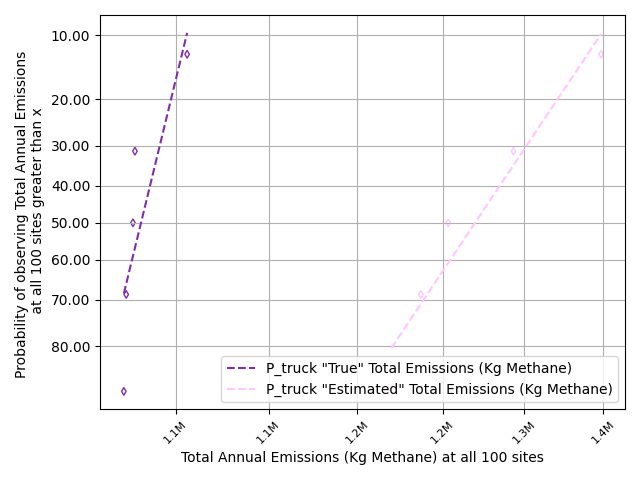 Probability of observing Total Annual Emissions
at all 100 sites greater than x
10.00
20.00
30.00
40.00
50.00
60.00
70.00
80.00
P_truck "True" Total Emissions (Kg Methane)
P_truck "Estimated" Total Emissions (Kg Methane)
1.1M
1.1M
1.2M
1.2M
1.3M
1.4M
Total Annual Emissions (Kg Methane) at all 100 sites